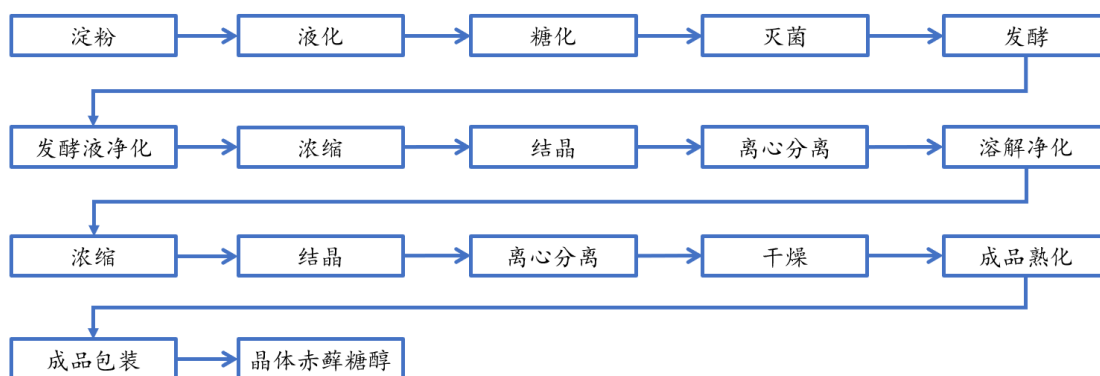 淀粉
液化
糖化
灭菌
发酵
发酵液净化
浓缩
结晶
离心分离
溶解净化
浓缩
结晶
离心分离
干燥
成品熟化
成品包装
晶体赤藓糖醇